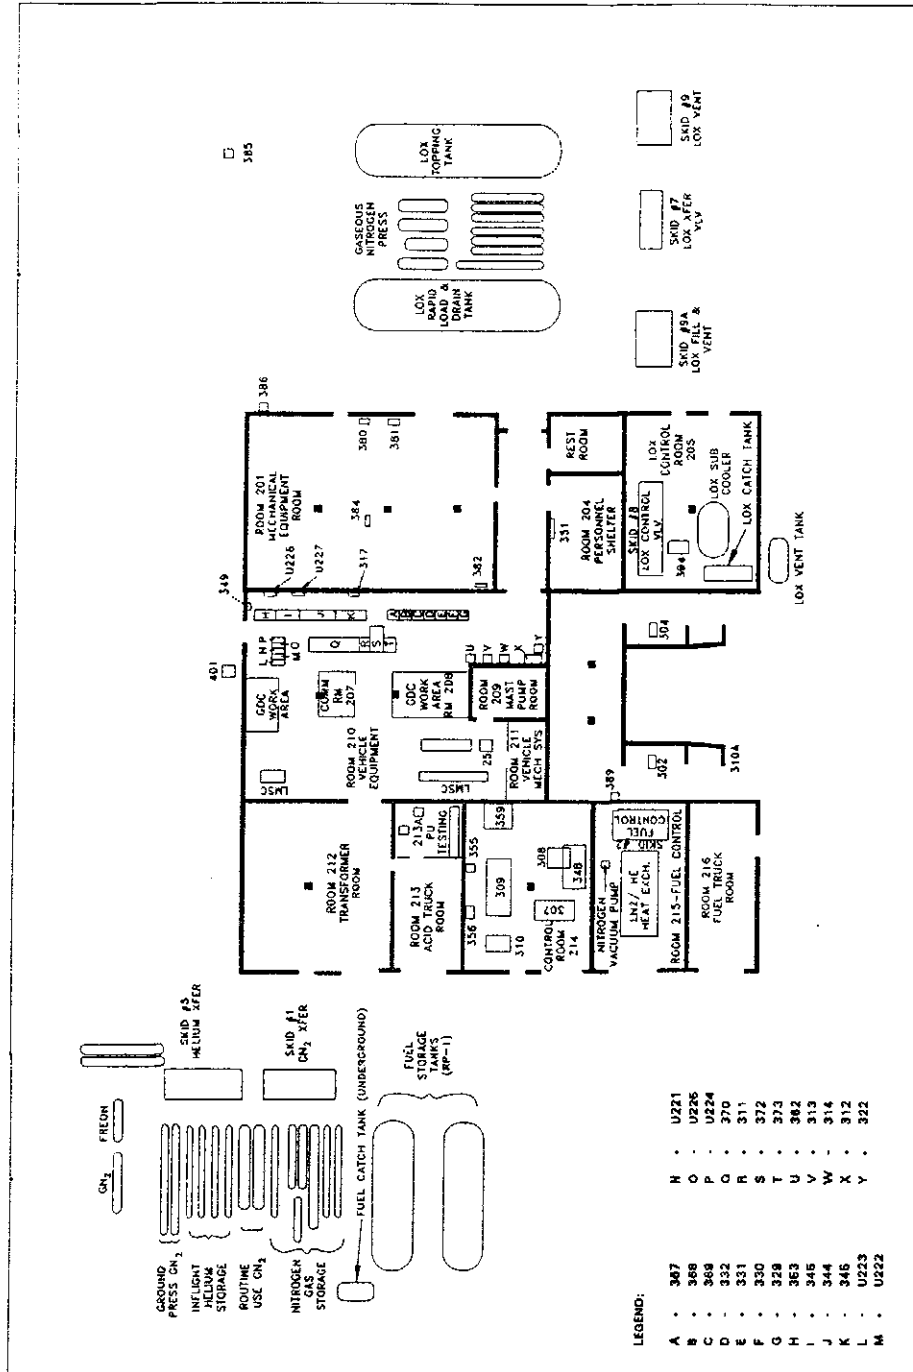 GN2
FREON
GROUND
PRESS GN2
INFLIGHT
HELIUM
STORAGE
ROUTINE
USE GN2
NITROGEN
GAS
STORAGE
SKID #3
HELIUM XFER
SKID #1
GN2 XFER
FUEL CATCH TANK (UNDERGROUND)
FUEL
STORAGE
TANKS
(RP-1)
ROOM 212
TRANSFORMER
ROOM
ROOM 213
ACID TRUCK
ROOM
213A
PU
TESTING
356
355
310
309
359
307
308
348
CONTROL
ROOM
214
NITROGEN
VACUUM PUMP
LN2/ HE
HEAT EXCH.
SKID #2
FUEL
CONTROL
389
ROOM 215-FUEL CONTROL
ROOM 216
FUEL TRUCK
ROOM
LMSC
GDC
WORK
AREA
401
ROOM 210
VEHICLE
EQUIPMENT
COMM
RM
207
GDC
WORK
AREA
RM 208
LMSC
25
ROOM 211
VEHICLE
MECH SYS
ROOM
209
MAST
PUMP
ROOM
L N P
M O
Q
R
S
T
H
I
J
K
A
B
C
D
E
F
G
U
V
W
X
Y
349
U226
U227
317
382
302
304
310A
ROOM 201
MECHANICAL
EQUIPMENT
ROOM
386
380
381
384
351
ROOM 204
PERSONNEL
SHELTER
REST
ROOM
SKID #8
LOX CONTROL
VLV
394
LOX
CONTROL
ROOM
205
LOX SUB
COOLER
LOX CATCH TANK
LOX VENT TANK
385
LOX
RAPID
LOAD &
DRAIN
TANK
GASEOUS
NITROGEN
PRESS
LOX
TOPPING
TANK
SKID #9A
LOX FILL &
VENT
SKID #7
LOX XFER
VLV
SKID #9
LOX VENT
LEGEND:
A - 367
B - 368
C - 369
D - 332
E - 331
F - 330
G - 329
H - 353
I - 345
J - 344
K - 346
L - U223
M - U222
N - U221
O - U225
P - U224
Q - 370
R - 311
S - 372
T - 373
U - 362
V - 313
W - 314
X - 312
Y - 322